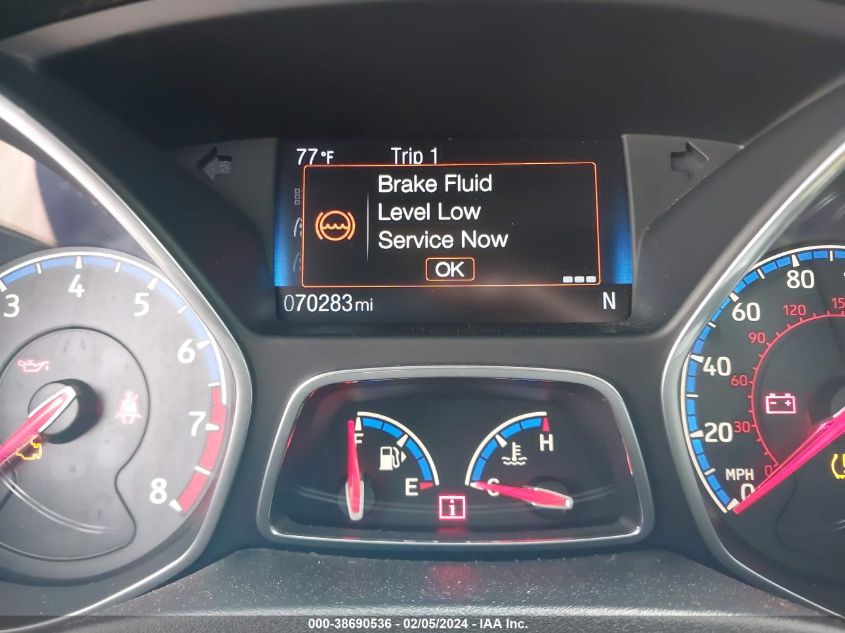 77°F Trip 1
Brake Fluid
Level Low
Service Now
OK
070283mi N
3 4 5 6 7 8
F E
C H
i
0 20 40 60 80
MPH
0 30 60 90 120
000-38690536 - 02/05/2024 - IAA Inc.